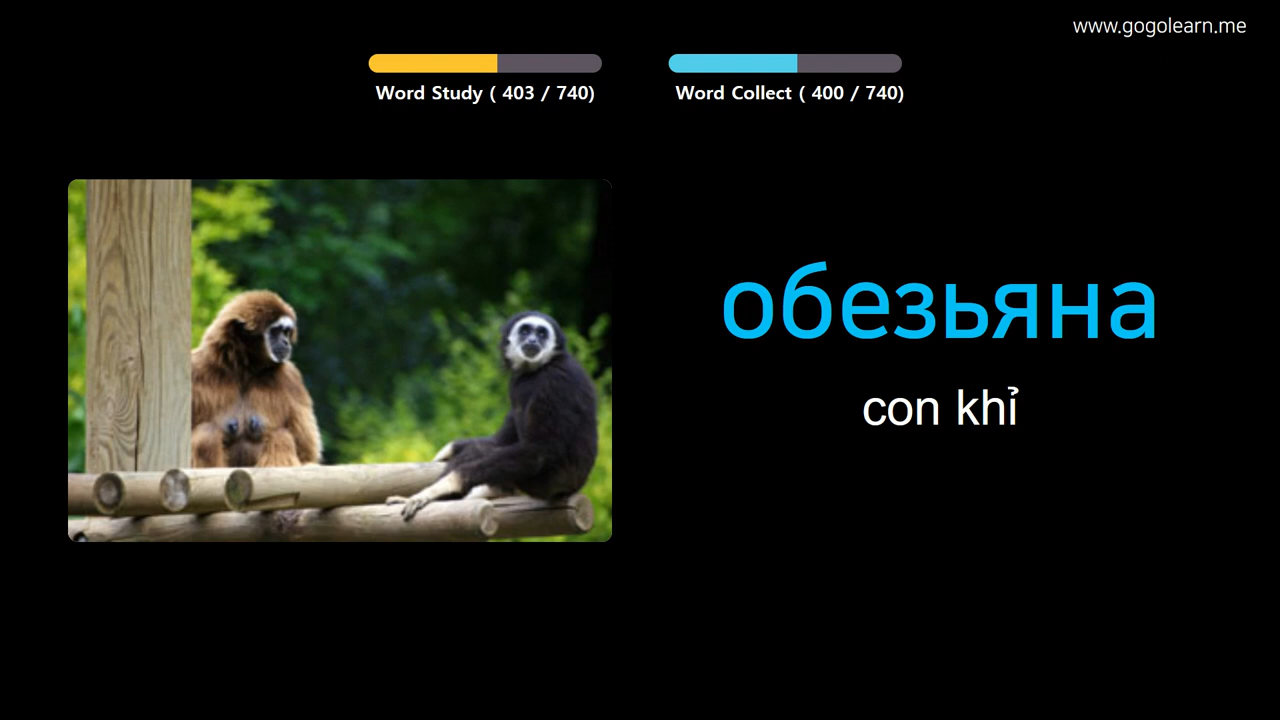 www.gogolearn.me
Word Study ( 403 / 740)
Word Collect ( 400 / 740)
обезьяна
con khỉ